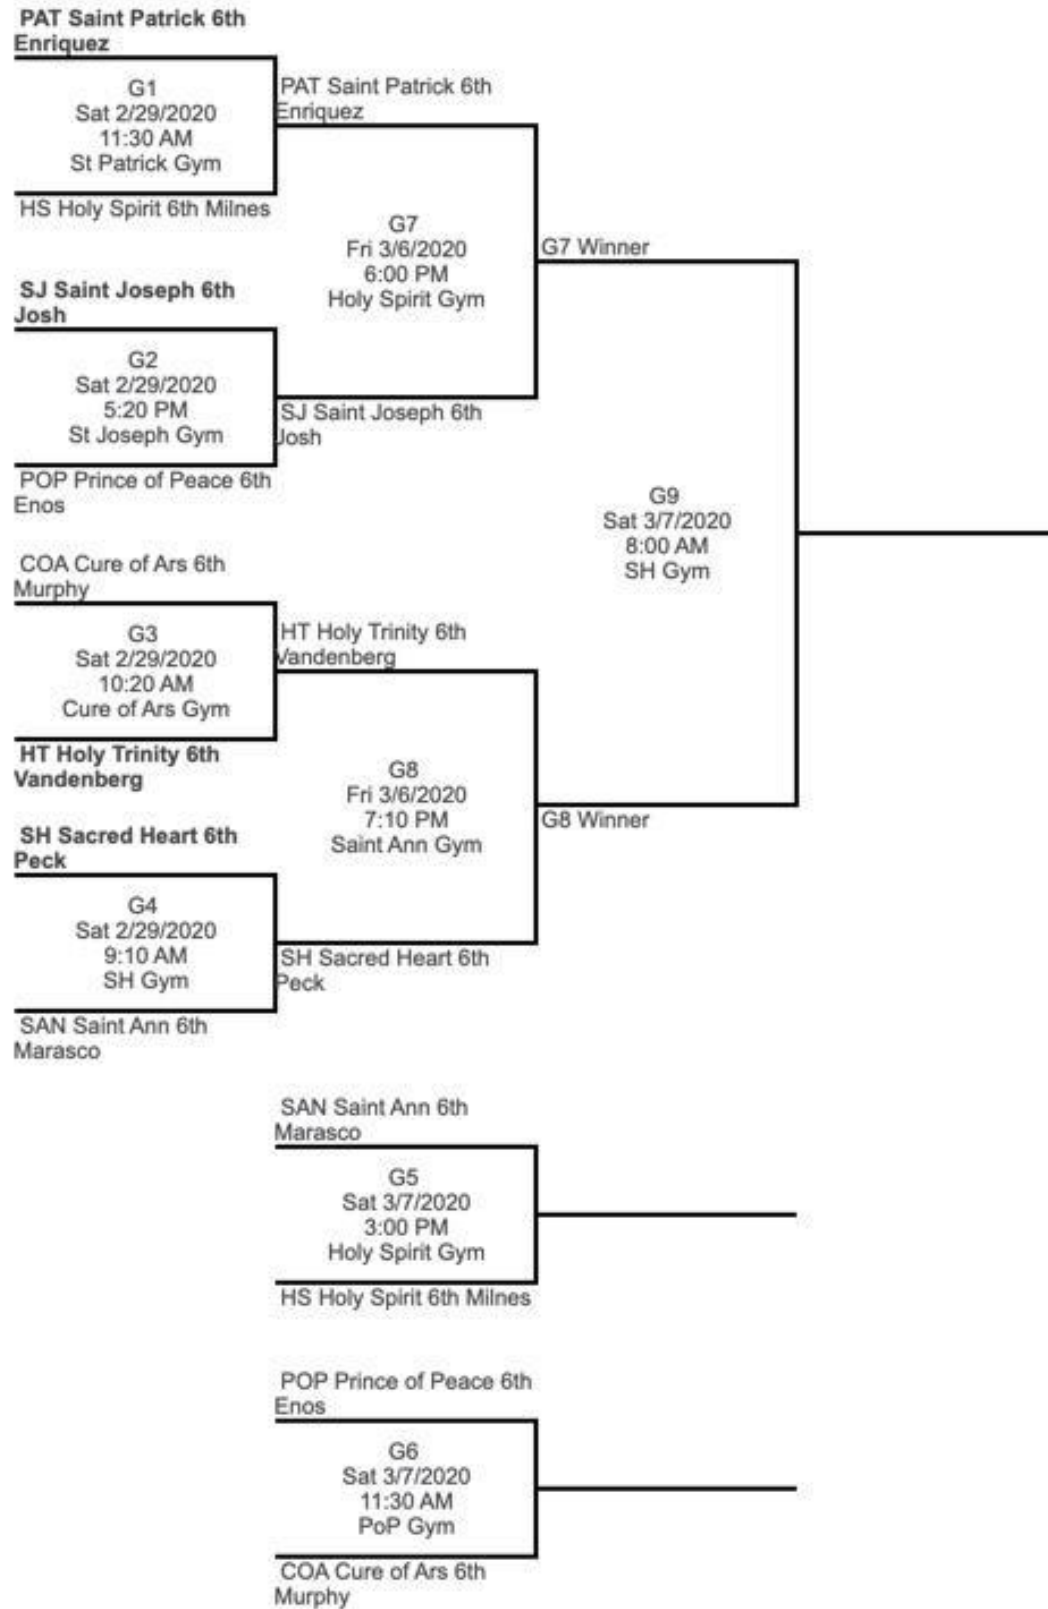 PAT Saint Patrick 6th
Enriquez
G1
Sat 2/29/2020
11:30 AM
St Patrick Gym
HS Holy Spirit 6th Milnes
PAT Saint Patrick 6th
Enriquez
G7
Fri 3/6/2020
6:00 PM
Holy Spirit Gym
G7 Winner
SJ Saint Joseph 6th
Josh
G2
Sat 2/29/2020
5:20 PM
St Joseph Gym
SJ Saint Joseph 6th
Josh
POP Prince of Peace 6th
Enos
G9
Sat 3/7/2020
8:00 AM
SH Gym
COA Cure of Ars 6th
Murphy
G3
Sat 2/29/2020
10:20 AM
Cure of Ars Gym
HT Holy Trinity 6th
Vandenberg
HT Holy Trinity 6th
Vandenberg
G8
Fri 3/6/2020
7:10 PM
Saint Ann Gym
G8 Winner
SH Sacred Heart 6th
Peck
G4
Sat 2/29/2020
9:10 AM
SH Gym
SH Sacred Heart 6th
Peck
SAN Saint Ann 6th
Marasco
SAN Saint Ann 6th
Marasco
G5
Sat 3/7/2020
3:00 PM
Holy Spirit Gym
HS Holy Spirit 6th Milnes
POP Prince of Peace 6th
Enos
G6
Sat 3/7/2020
11:30 AM
PoP Gym
COA Cure of Ars 6th
Murphy